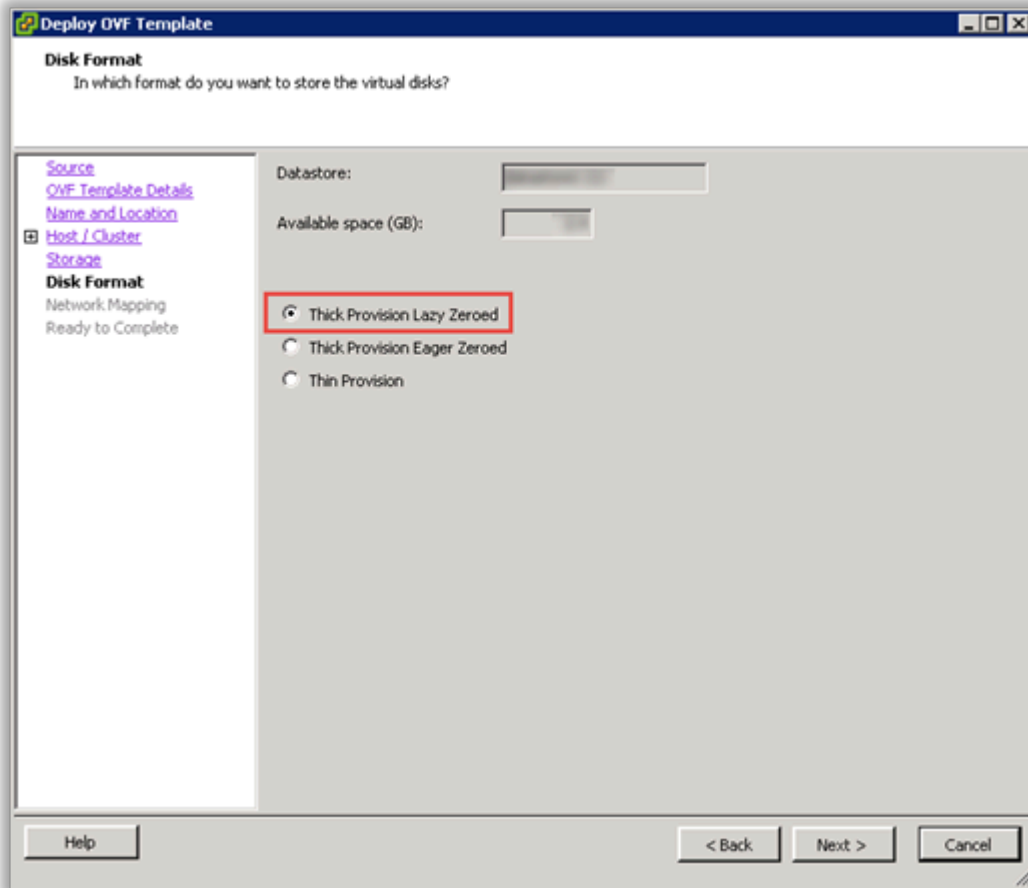 Deploy OVF Template
Disk Format
In which format do you want to store the virtual disks?
Source
OVF Template Details
Name and Location
Host / Cluster
Storage
Disk Format
Network Mapping
Ready to Complete
Datastore:
Available space (GB):
Thick Provision Lazy Zeroed
Thick Provision Eager Zeroed
Thin Provision
Help
< Back
Next >
Cancel